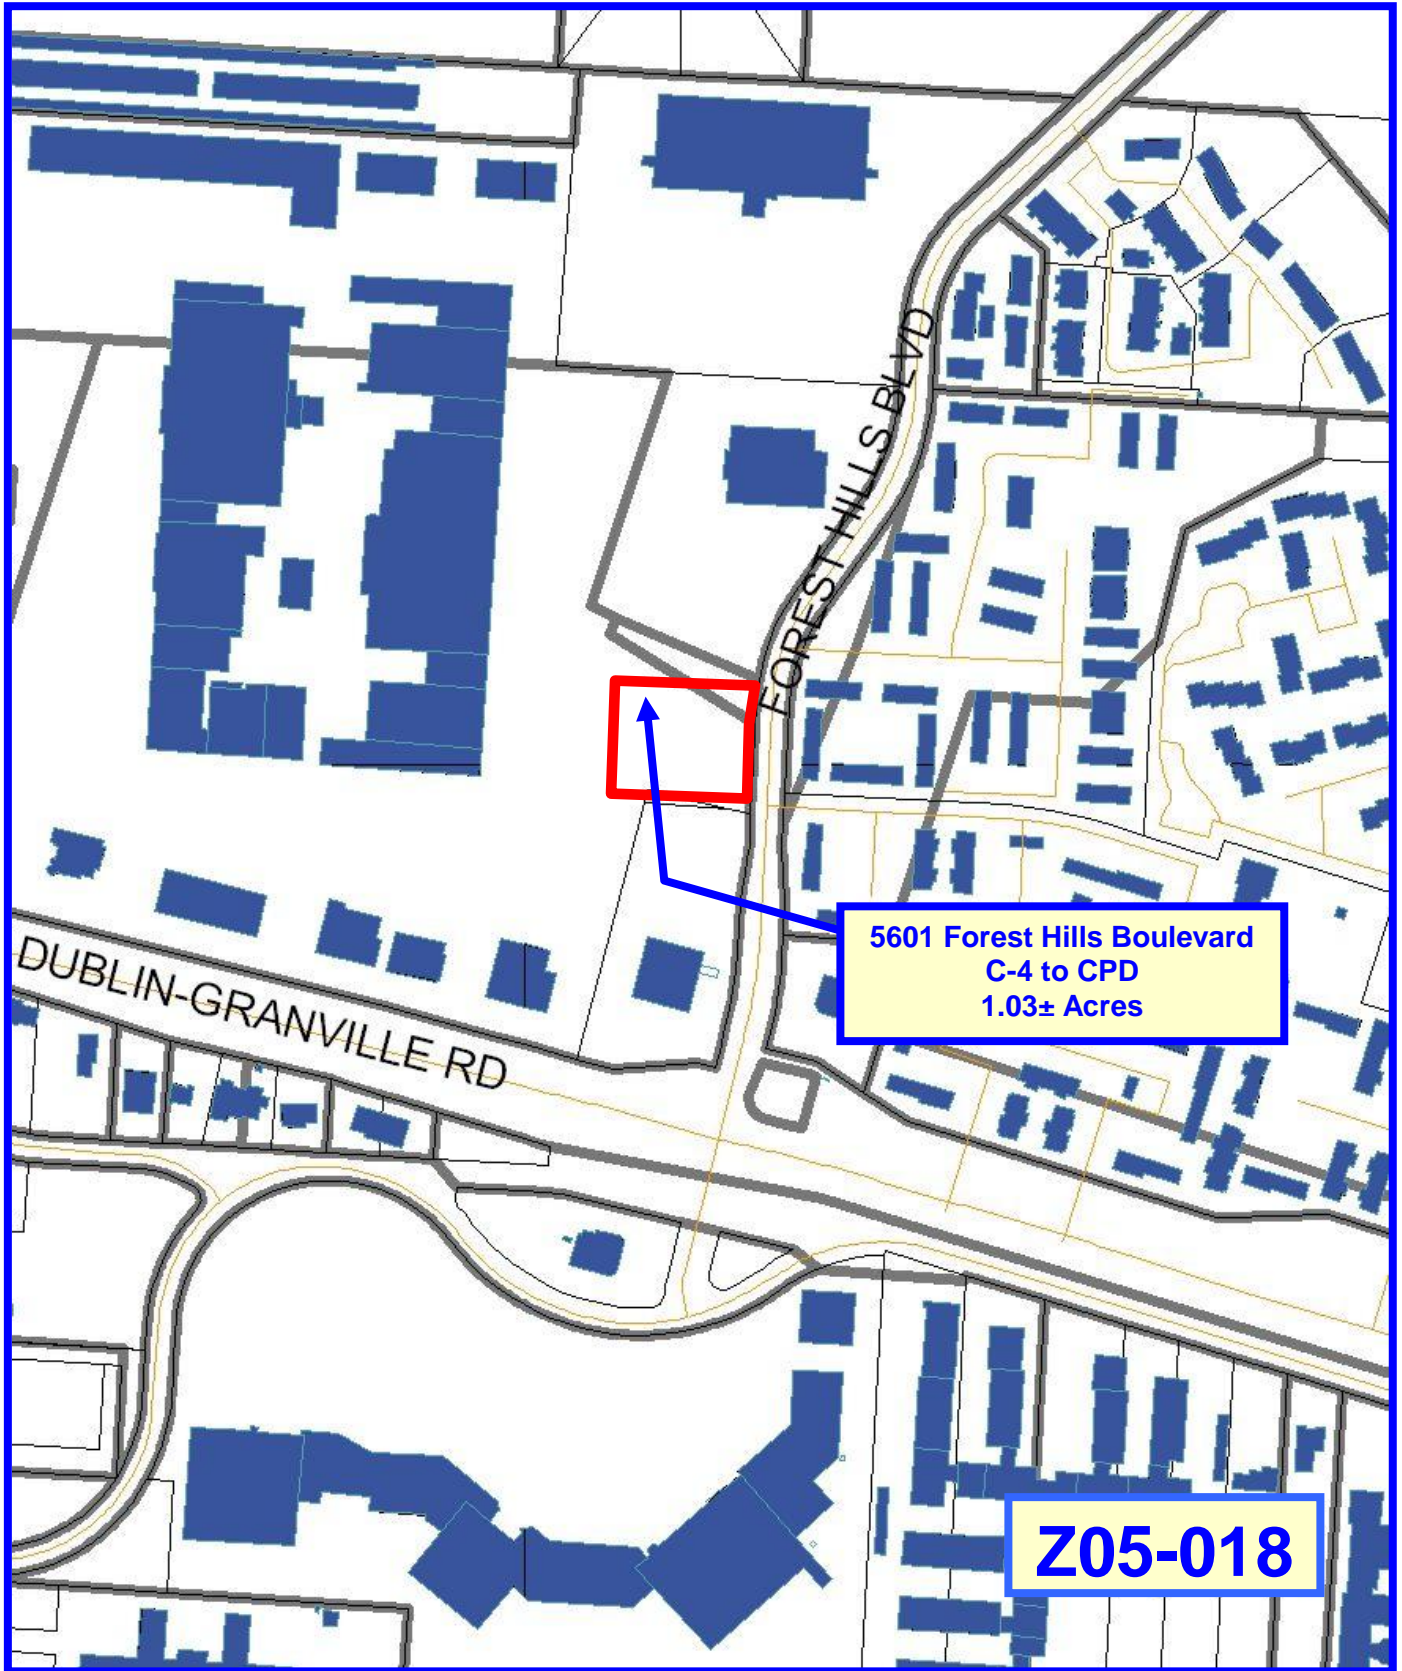 FOREST HILLS BLVD
5601 Forest Hills Boulevard
C-4 to CPD
1.03± Acres
DUBLIN-GRANVILLE RD
Z05-018